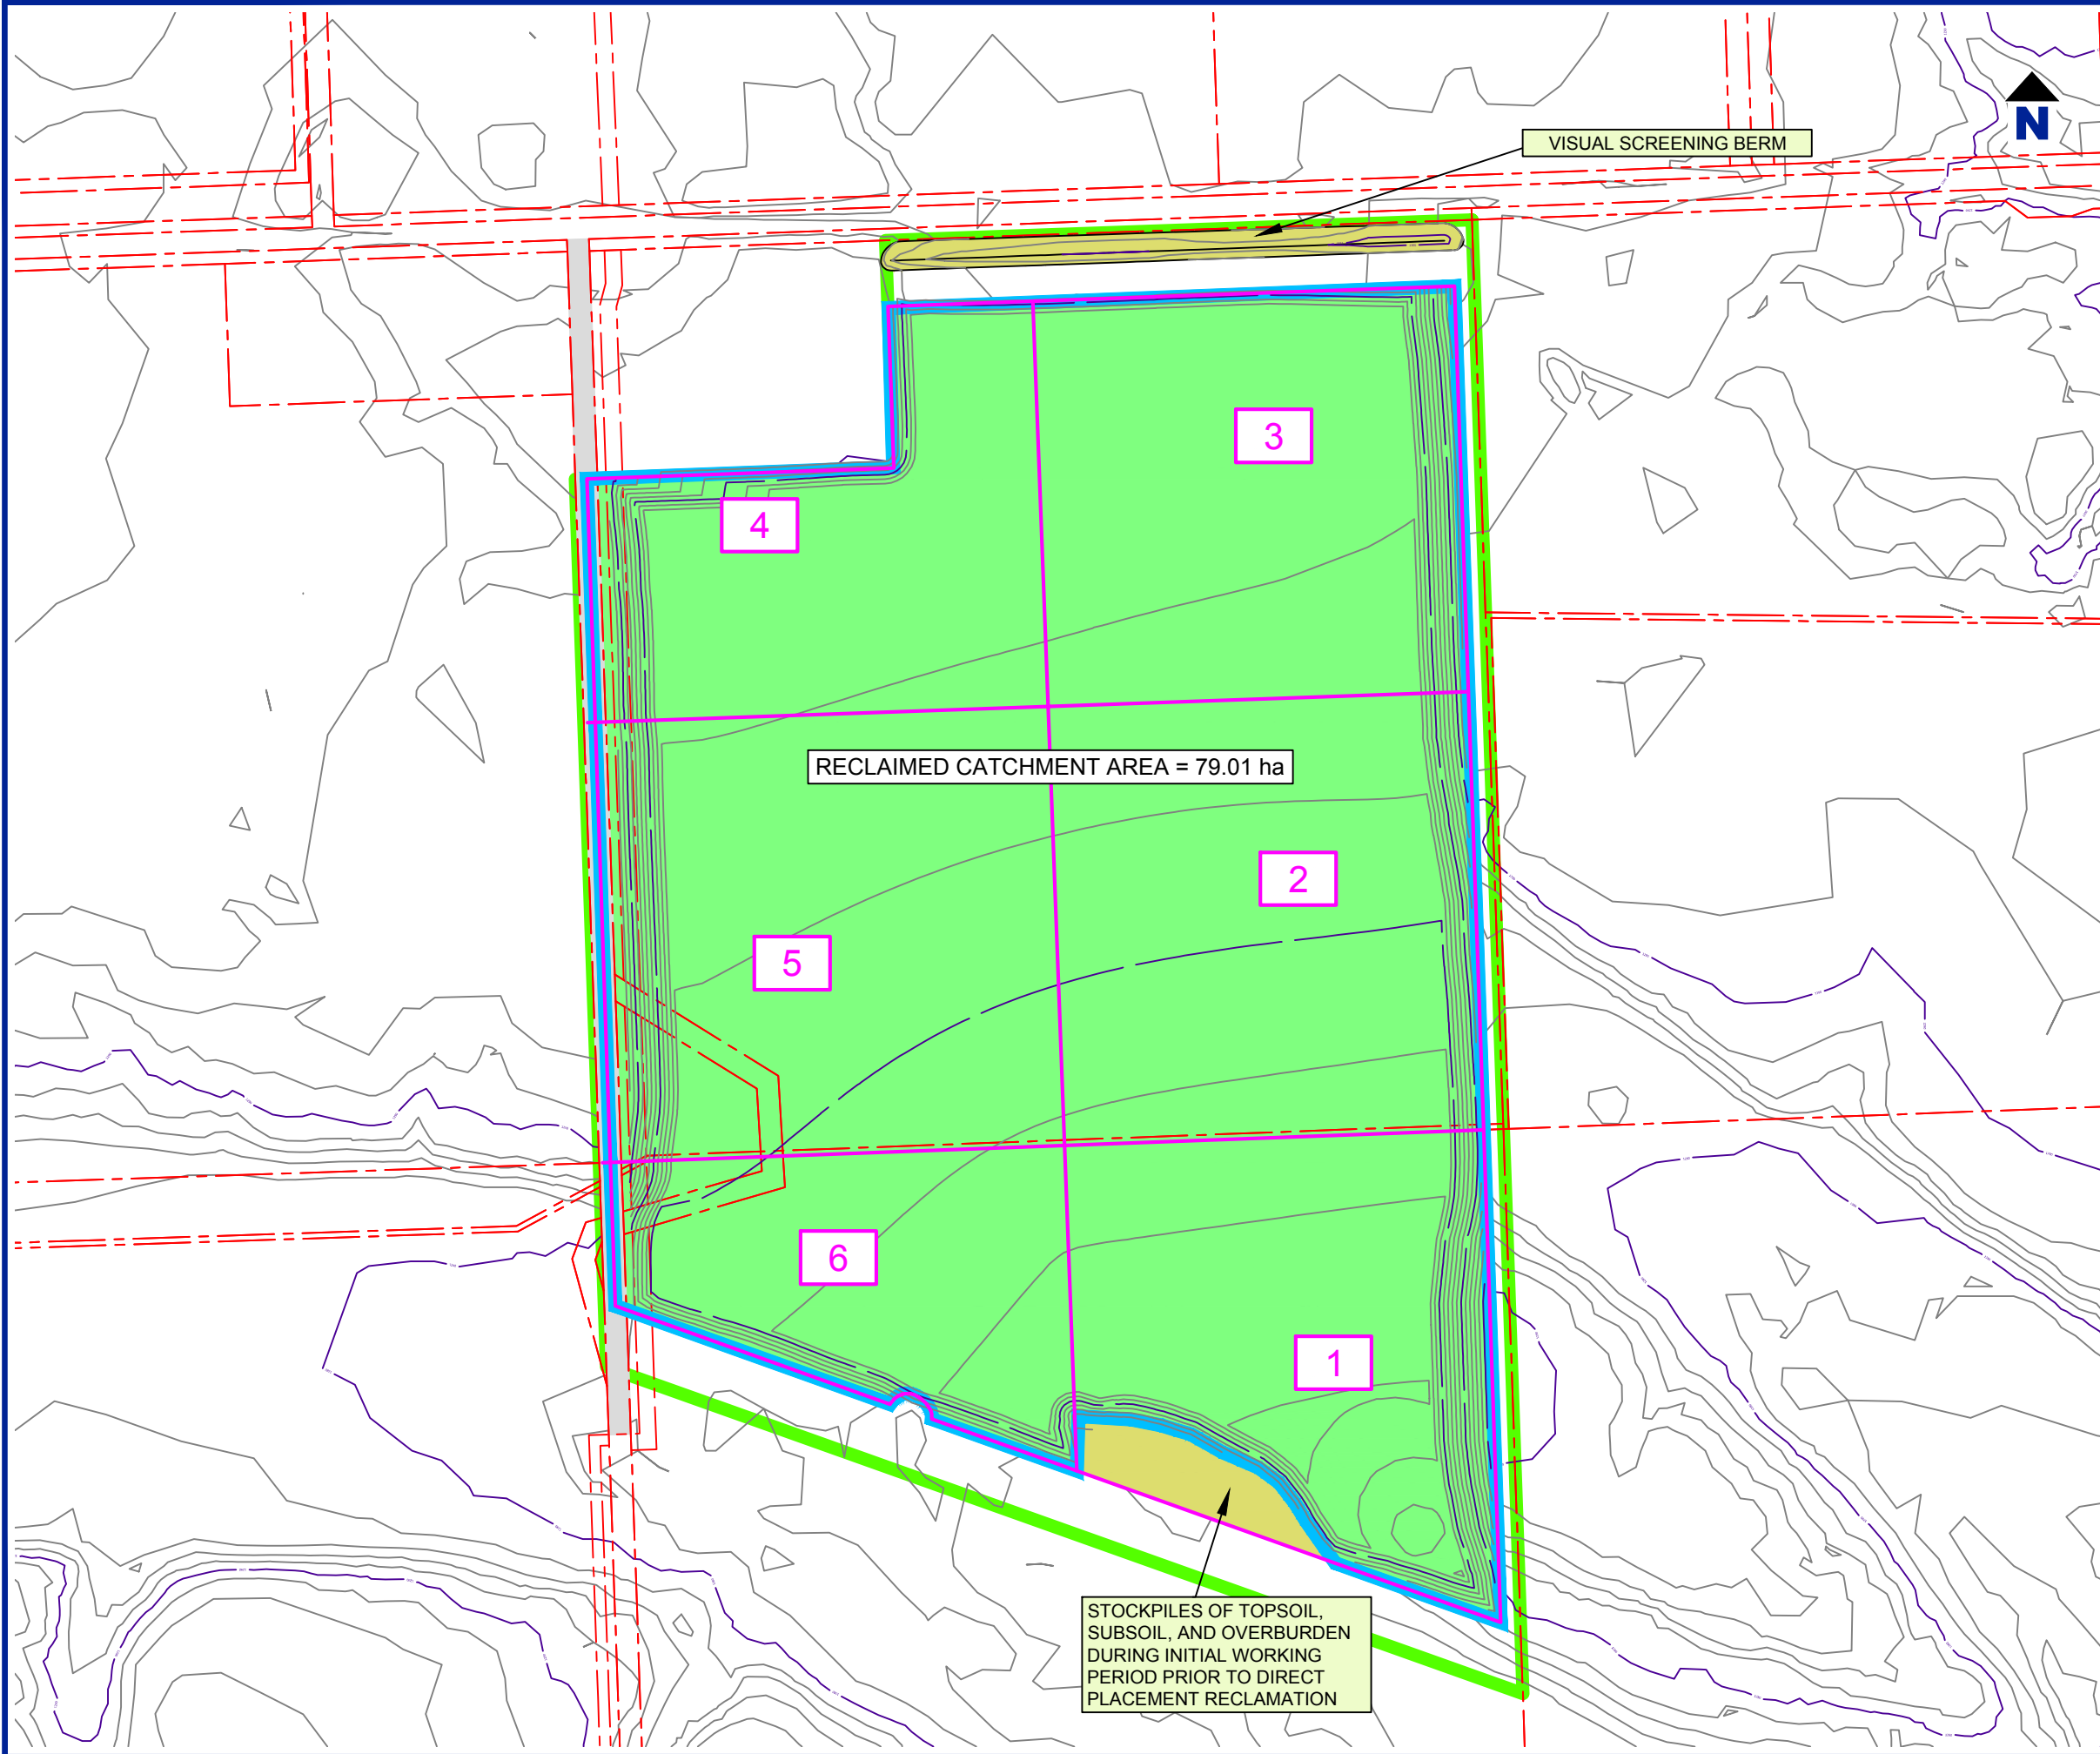 N
VISUAL SCREENING BERM
3
4
RECLAIMED CATCHMENT AREA = 79.01 ha
2
5
6
1
STOCKPILES OF TOPSOIL,
SUBSOIL, AND OVERBURDEN
DURING INITIAL WORKING
PERIOD PRIOR TO DIRECT
PLACEMENT RECLAMATION